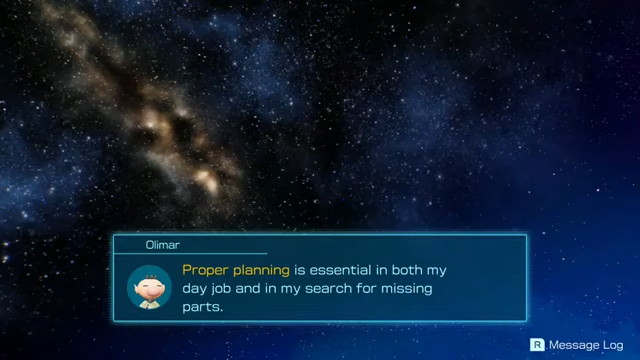 Olimar
Proper planning is essential in both my
day job and in my search for missing
parts.
R Message Log